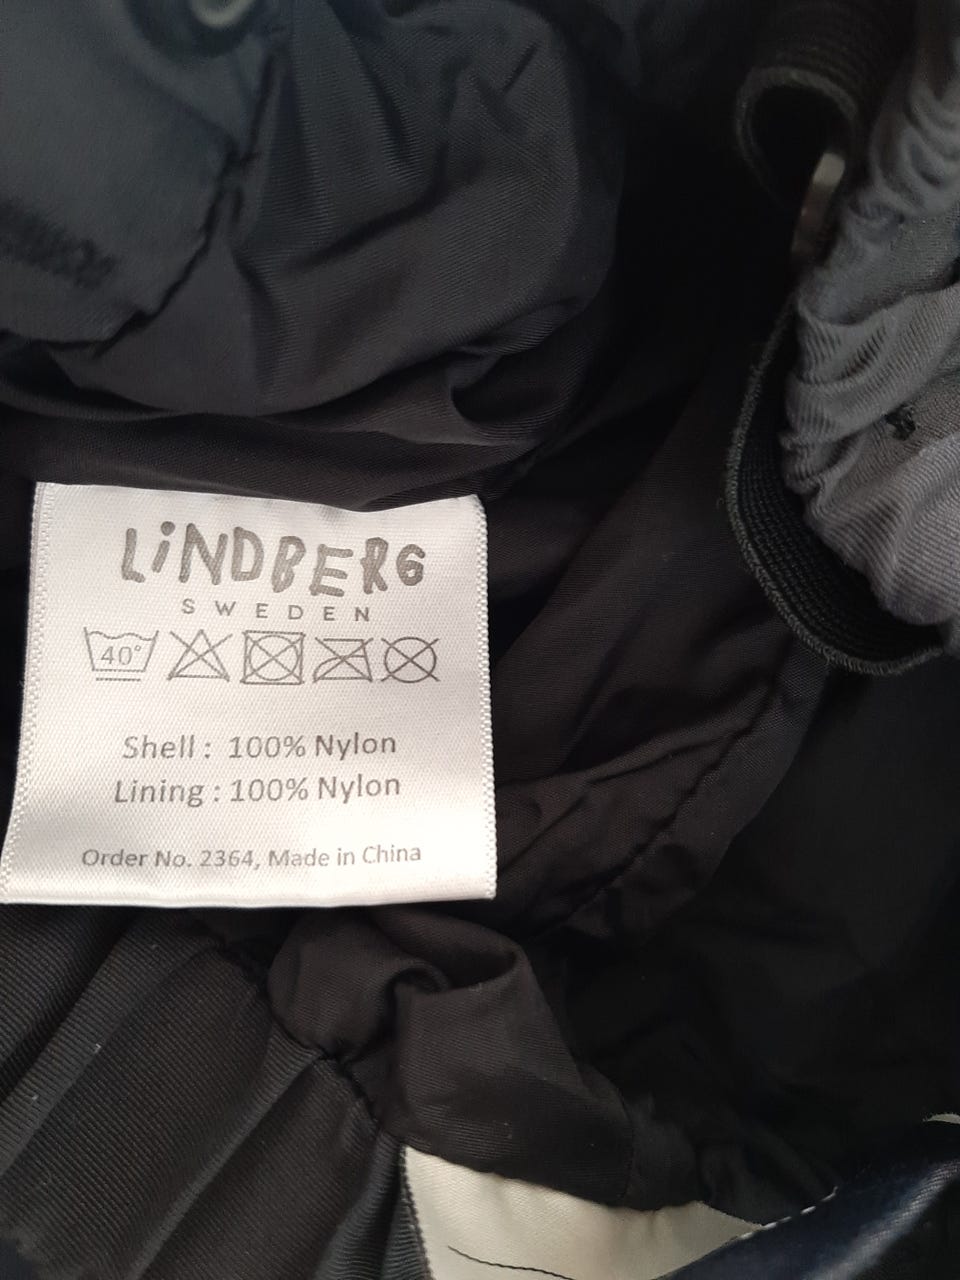 LiNDBERG
SWEDEN
40°
Shell : 100% Nylon
Lining : 100% Nylon
Order No. 2364, Made in China